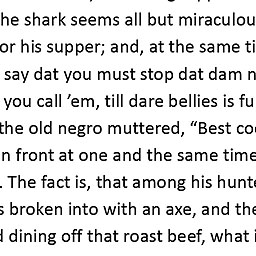 he shark seems all but miraculou
or his supper; and, at the same ti
say dat you must stop dat dam n
you call ’em, till dare bellies is fu
the old negro muttered, “Best co
n front at one and the same time
. The fact is, that among his hunt
s broken into with an axe, and the
d dining off that roast beef, what i